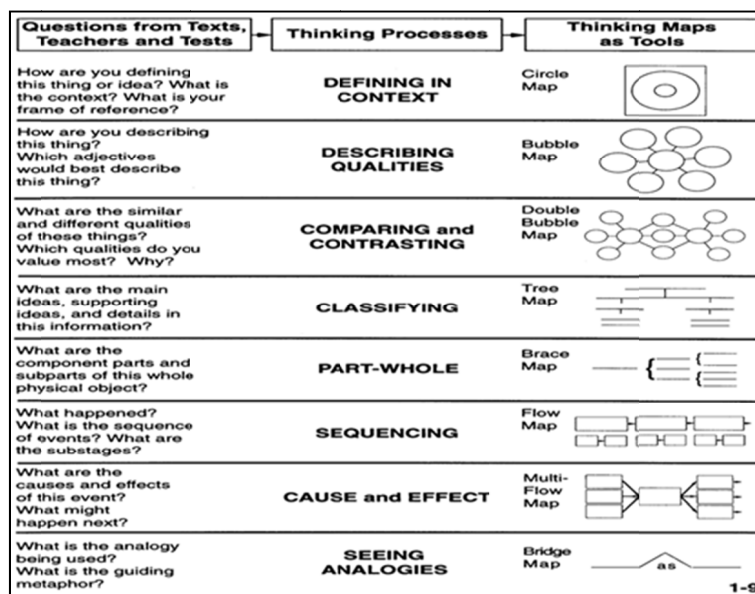 Questions from Texts,
Teachers and Tests
Thinking Processes
Thinking Maps
as Tools
How are you defining
this thing or idea? What is
the context? What is your
frame of reference?
DEFINING IN
CONTEXT
Circle
Map
How are you describing
this thing?
Which adjectives
would best describe
this thing?
DESCRIBING
QUALITIES
Bubble
Map
What are the similar
and different qualities
of these things?
Which qualities do you
value most? Why?
COMPARING and
CONTRASTING
Double
Bubble
Map
What are the main
ideas, supporting
ideas, and details in
this information?
CLASSIFYING
Tree
Map
What are the
component parts and
subparts of this whole
physical object?
PART-WHOLE
Brace
Map
What happened?
What is the sequence
of events? What are
the substages?
SEQUENCING
Flow
Map
What are the
causes and effects
of this event?
What might
happen next?
CAUSE and EFFECT
Multi-
Flow
Map
What is the analogy
being used?
What is the guiding
metaphor?
SEEING
ANALOGIES
Bridge
Map
as
1-9